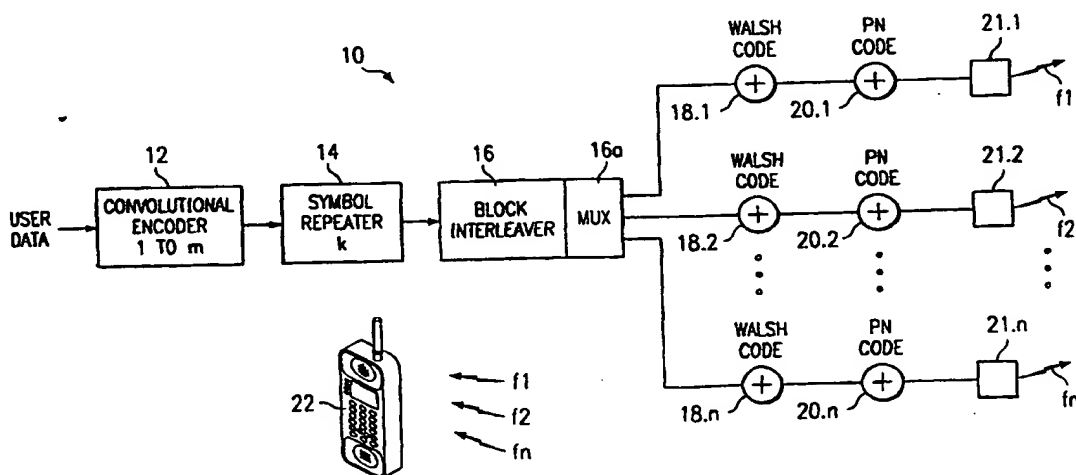 WALSH CODE
PN CODE
21.1
10
18.1
20.1
f1
12
14
16
16a
WALSH CODE
PN CODE
21.2
USER DATA
CONVOLUTIONAL ENCODER 1 TO m
SYMBOL REPEATER k
BLOCK INTERLEAVER
MUX
18.2
20.2
f2
WALSH CODE
PN CODE
21.n
22
f1
f2
fn
18.n
20.n
fn